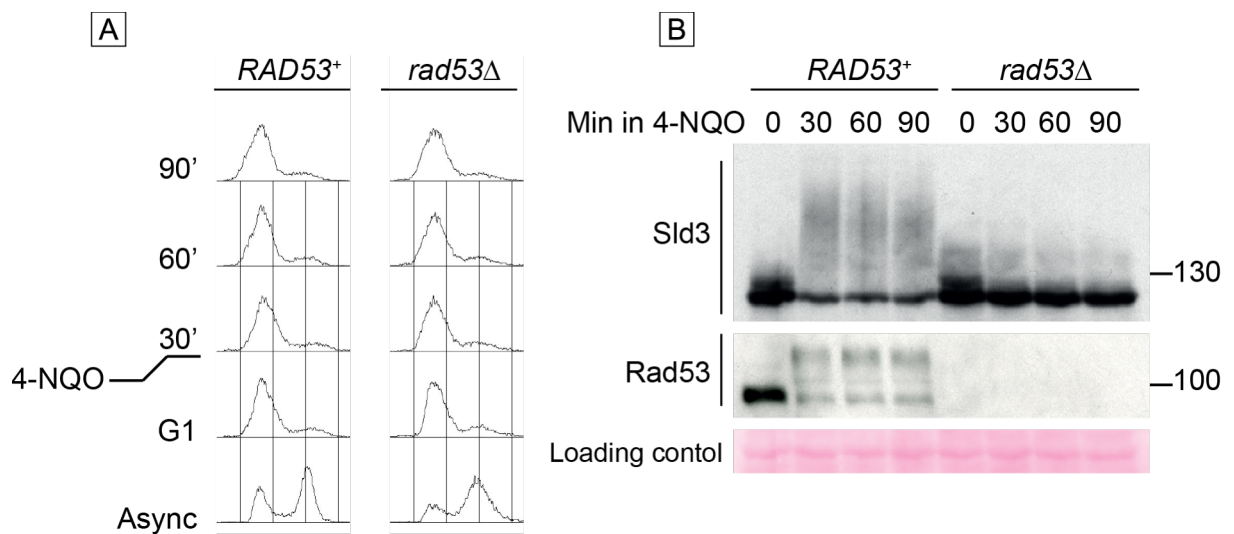 A
B
RAD53+ rad53Δ
RAD53+ rad53Δ
Min in 4-NQO 0 30 60 90 0 30 60 90
90’
60’
30’
4-NQO
G1
Async
Sld3
130
Rad53
100
Loading contol